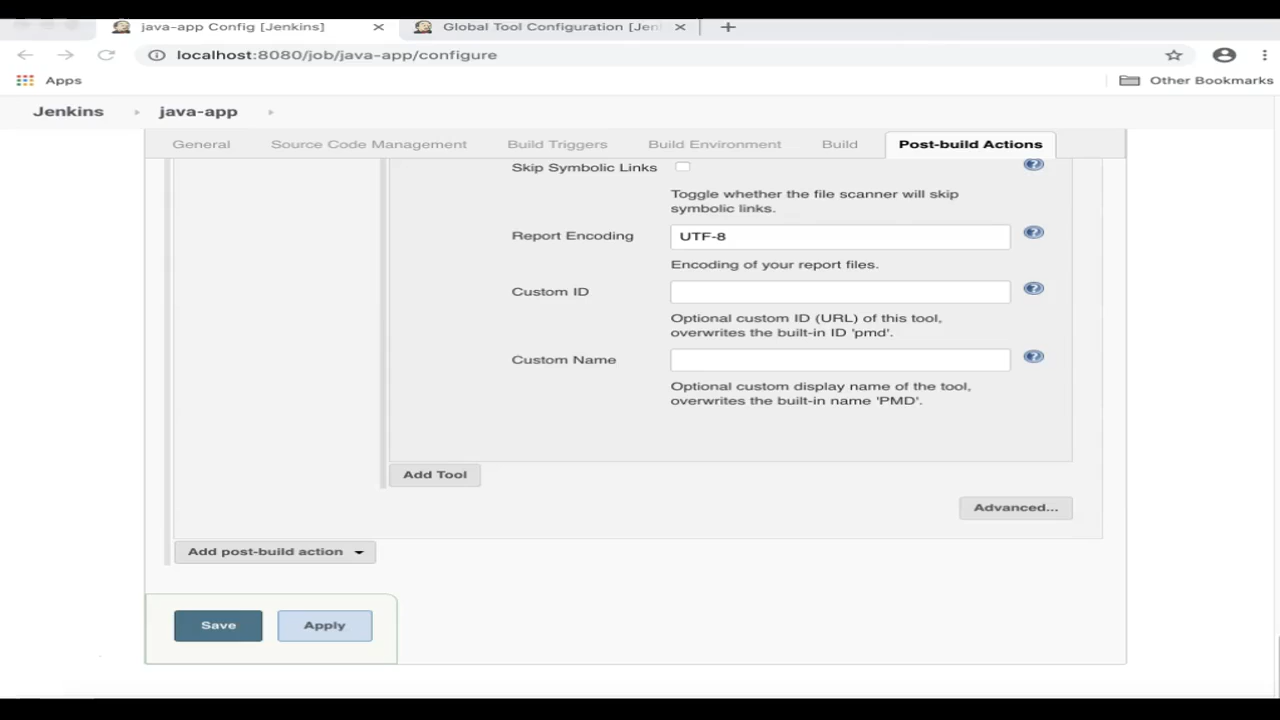 java-app Config [Jenkins]
Global Tool Configuration [Jen
localhost:8080/job/java-app/configure
Apps
Other Bookmarks
Jenkins
java-app
General
Source Code Management
Build Triggers
Build Environment
Build
Post-build Actions
Skip Symbolic Links
Toggle whether the file scanner will skip
symbolic links.
Report Encoding
UTF-8
Encoding of your report files.
Custom ID
Optional custom ID (URL) of this tool,
overwrites the built-in ID 'pmd'.
Custom Name
Optional custom display name of the tool,
overwrites the built-in name 'PMD'.
Add Tool
Advanced...
Add post-build action
Save
Apply